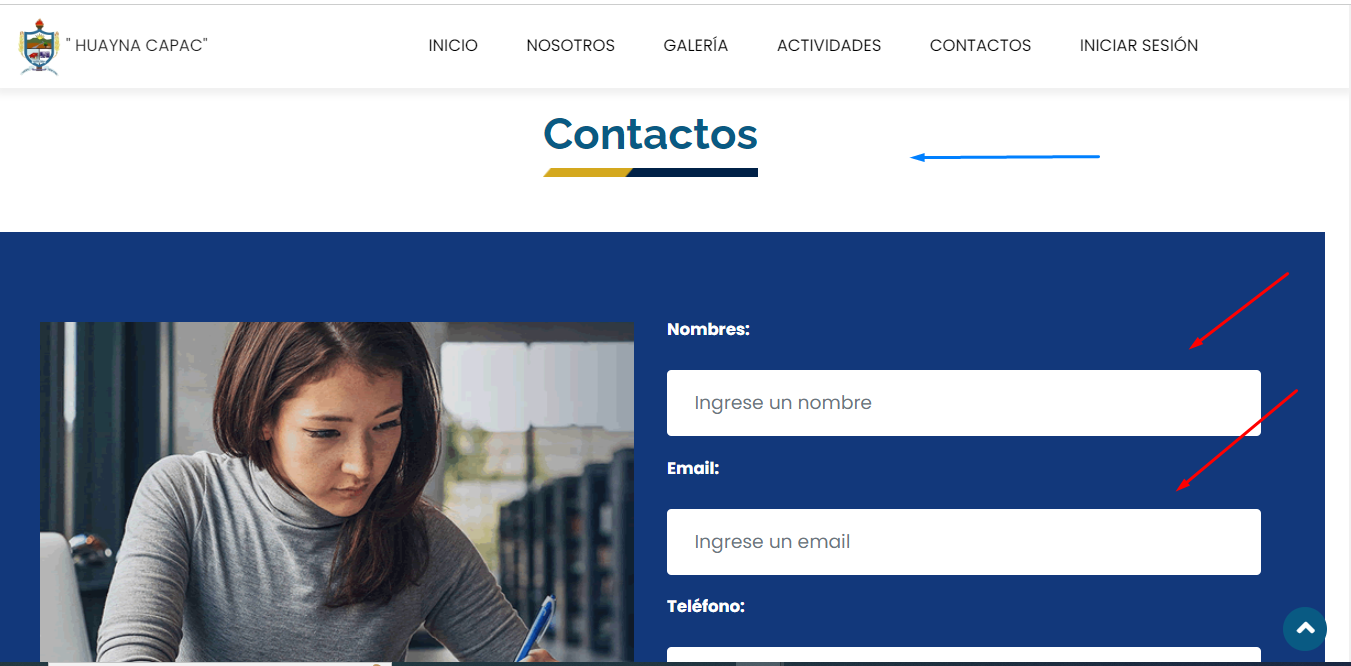 " HUAYNA CAPAC"
INICIO NOSOTROS GALERÍA ACTIVIDADES CONTACTOS INICIAR SESIÓN
Contactos
Nombres:
Ingrese un nombre
Email:
Ingrese un email
Teléfono: